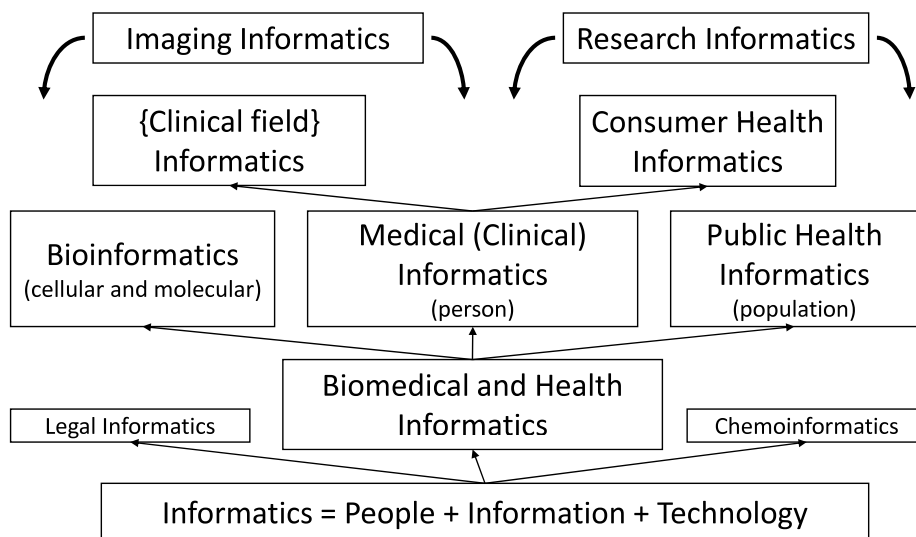 Imaging Informatics
Research Informatics
{Clinical field}
Informatics
Consumer Health
Informatics
Bioinformatics
(cellular and molecular)
Medical (Clinical)
Informatics
(person)
Public Health
Informatics
(population)
Biomedical and Health
Informatics
Legal Informatics
Chemoinformatics
Informatics = People + Information + Technology